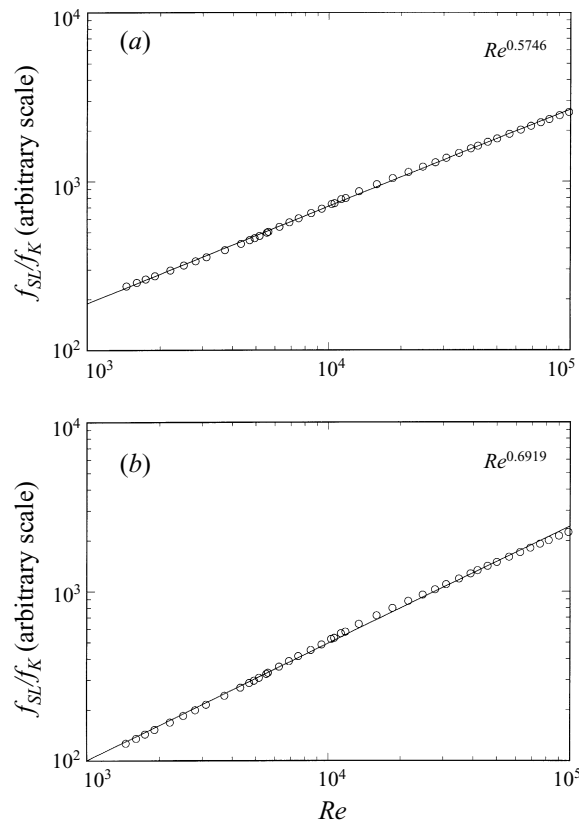 (a)
Re^0.5746
10^4
10^3
10^2
f_SL/f_K (arbitrary scale)
10^3
10^4
10^5
(b)
Re^0.6919
10^4
10^3
10^2
f_SL/f_K (arbitrary scale)
10^3
10^4
10^5
Re